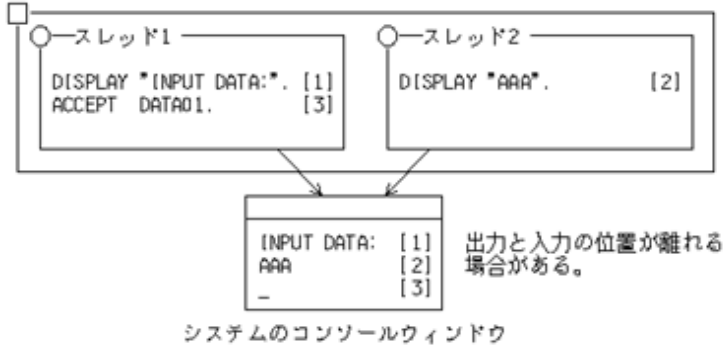 スレッド1
DISPLAY "INPUT DATA:". [1]
ACCEPT DATA01. [3]
スレッド2
DISPLAY "AAA". [2]
INPUT DATA: [1]
AAA [2]
_ [3]
出力と入力の位置が離れる
場合がある。
システムのコンソールウィンドウ